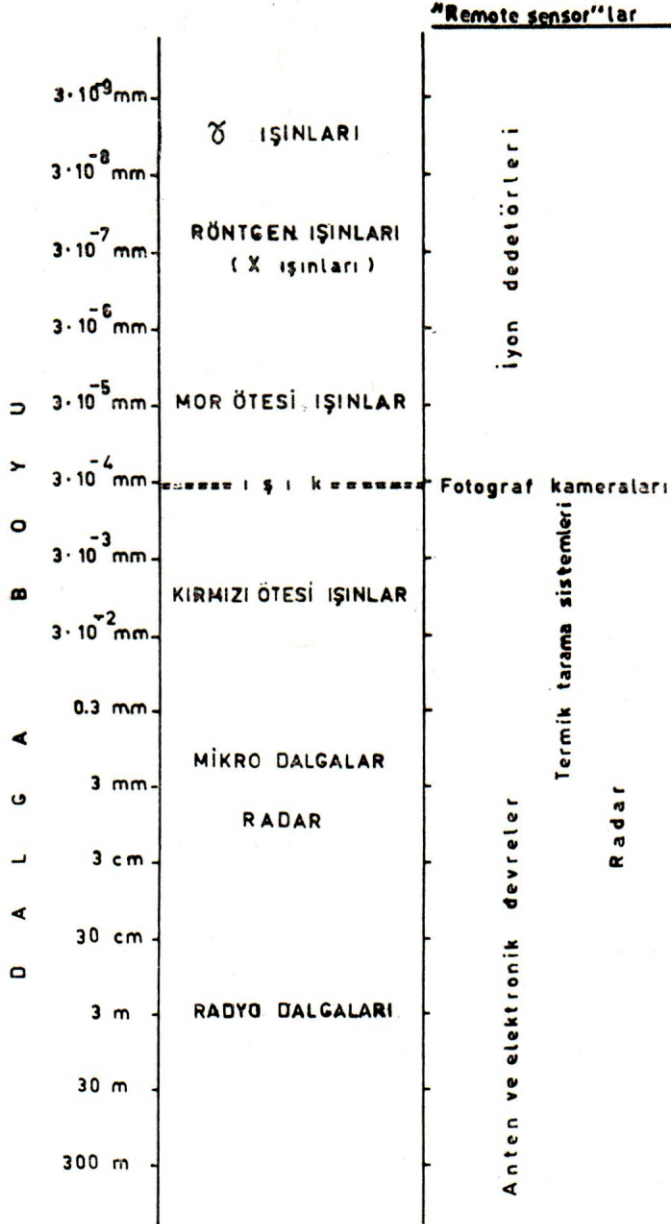 "Remote sensor"lar
3·10⁻⁹mm
γ IŞINLARI
3·10⁻⁸mm
RÖNTGEN IŞINLARI
3·10⁻⁷mm
(X ışınları)
3·10⁻⁶mm
İyon dedetörleri
3·10⁻⁵mm
MOR ÖTESİ IŞINLAR
3·10⁻⁴mm
ışık
Fotograf kameraları
3·10⁻³mm
KIRMIZI ÖTESİ IŞINLAR
3·10⁻²mm
Termik tarama sistemleri
0.3 mm
MİKRO DALGALAR
3 mm
RADAR
Radar
3 cm
30 cm
3 m
RADYO DALGALARI
30 m
300 m
Anten ve elektronik devreler
DALGA BOYU